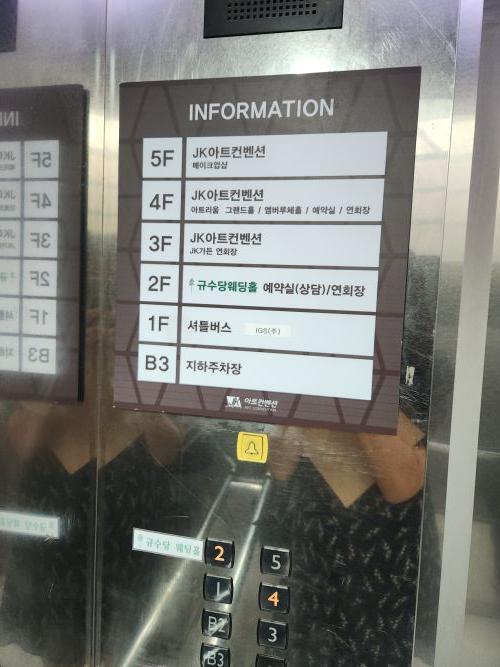 INFORMATION
5F JK아트컨벤션
메이크업샵
4F JK아트컨벤션
아트리움 그랜드홀 / 엠버루체홀 / 예약실 / 연회장
3F JK아트컨벤션
JK가든 연회장
2F 규수당웨딩홀 예약실(상담)/연회장
1F 셔틀버스 IGS(주)
B3 지하주차장
아트컨벤션
ART CONVENTION
규수당 웨딩홀 2 5
1 4
B2 3
B3